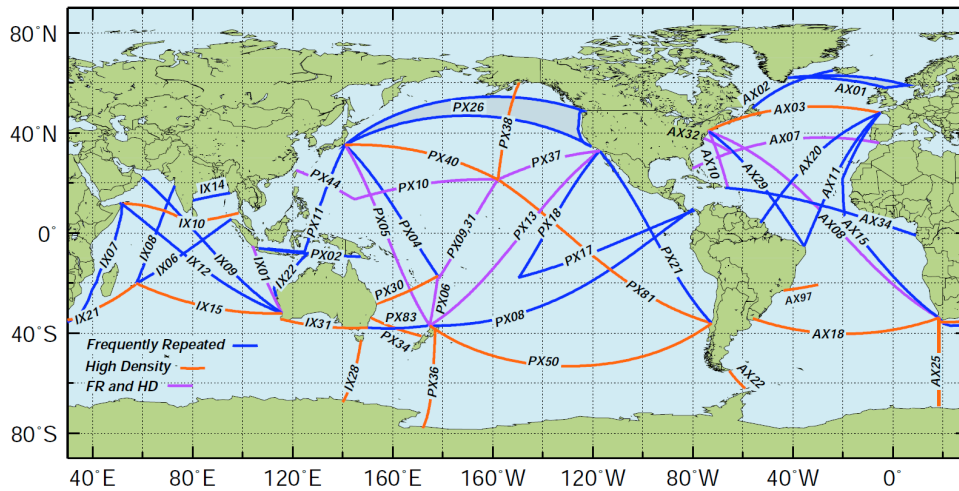 80°N
40°N
0°
40°S
80°S
AX02
AX01
PX26
AX03
PX38
AX32
AX07
PX40
PX37
AX10
AX20
PX44
PX10
AX29
AX11
IX14
IX10
PX11
PX05
PX04
PX09,31
PX13
PX18
AX08
AX15
AX34
IX07
IX08
IX06
IX12
IX09
IX01
IX22
PX02
PX17
PX21
PX30
PX06
PX81
AX97
IX21
IX15
IX31
PX83
PX34
PX08
PX50
AX18
IX28
PX36
AX22
AX25
Frequently Repeated
High Density
FR and HD
40°E 80°E 120°E 160°E 160°W 120°W 80°W 40°W 0°